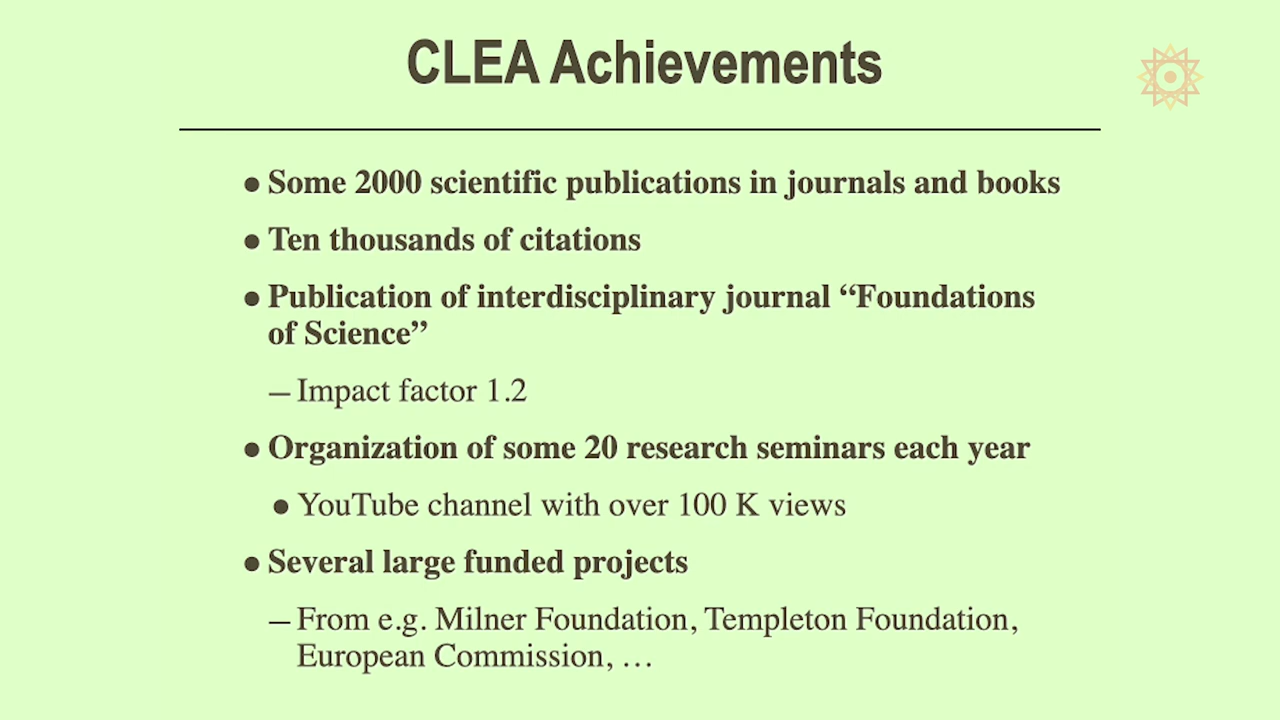 CLEA Achievements
• Some 2000 scientific publications in journals and books
• Ten thousands of citations
• Publication of interdisciplinary journal “Foundations
of Science”
– Impact factor 1.2
• Organization of some 20 research seminars each year
• YouTube channel with over 100 K views
• Several large funded projects
– From e.g. Milner Foundation, Templeton Foundation,
European Commission, …